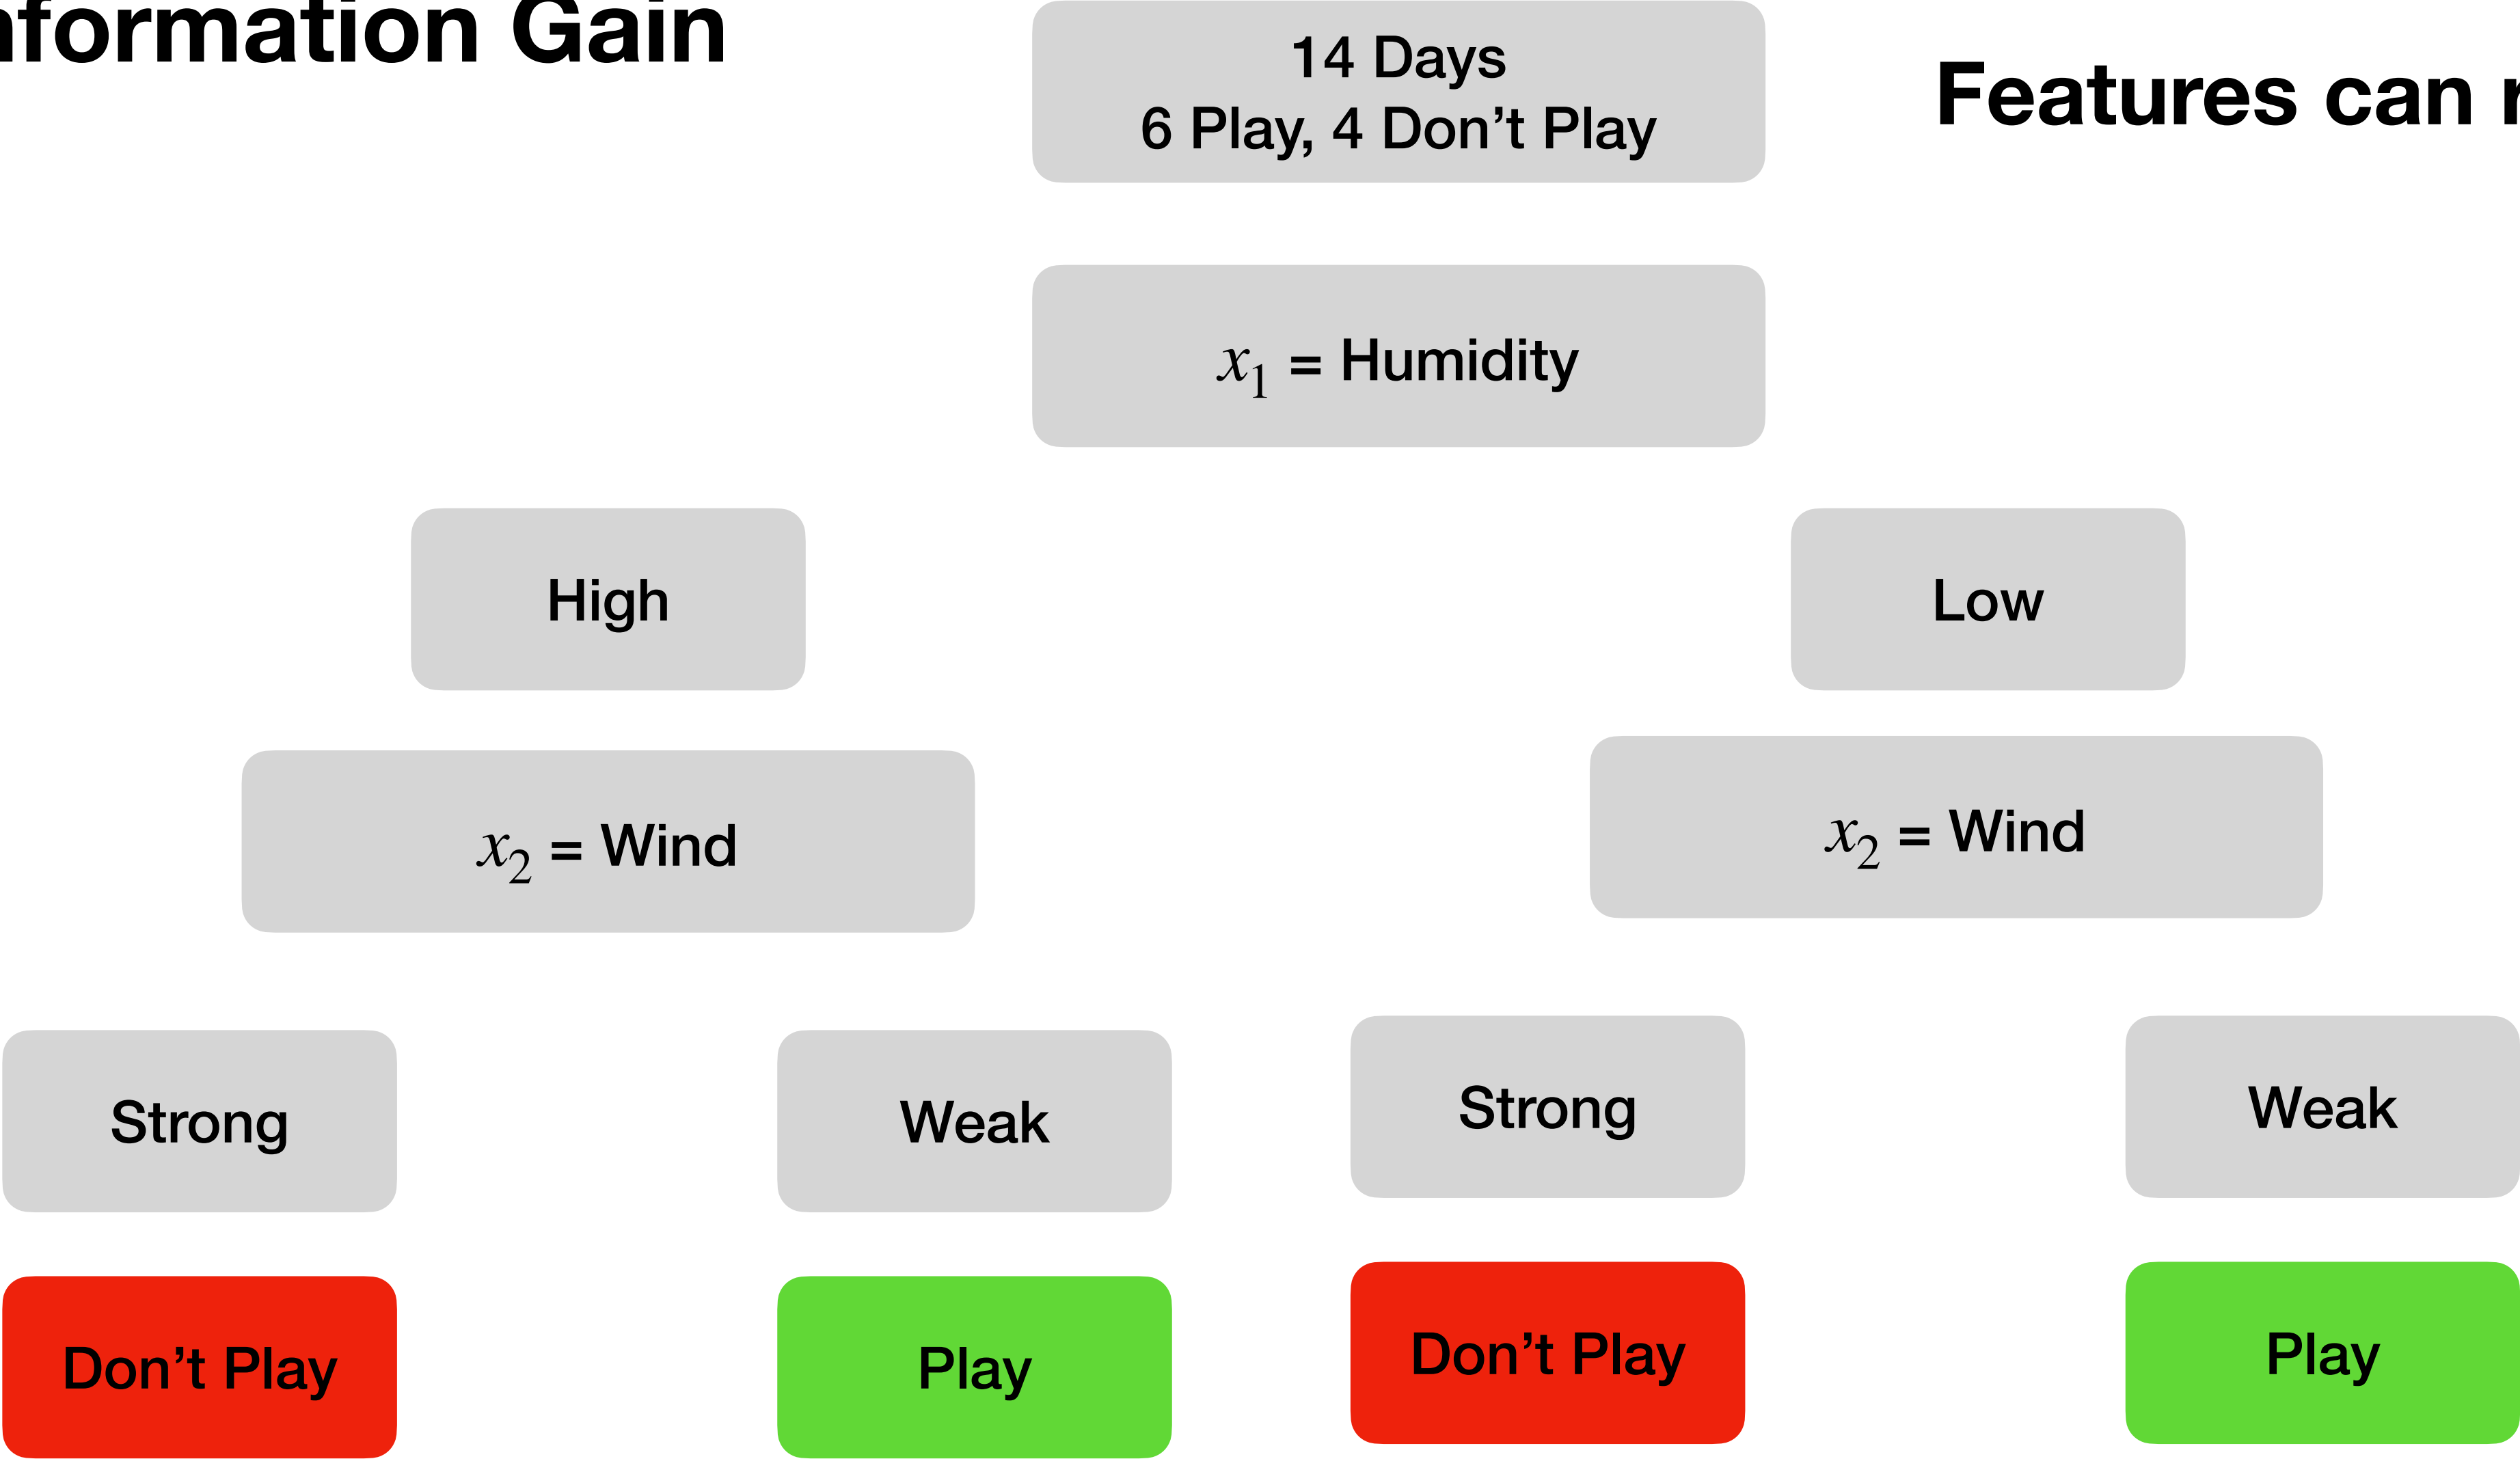 nformation Gain
14 Days
6 Play, 4 Don’t Play
Features can
x₁ = Humidity
High
Low
x₂ = Wind
x₂ = Wind
Strong
Weak
Strong
Weak
Don’t Play
Play
Don’t Play
Play